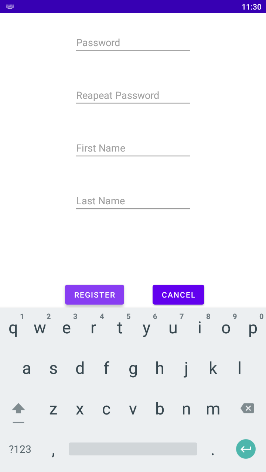 11:30
Password
Reapeat Password
First Name
Last Name
REGISTER CANCEL
1 2 3 4 5 6 7 8 9 0
q w e r t y u i o p
a s d f g h j k l
z x c v b n m
?123 , .